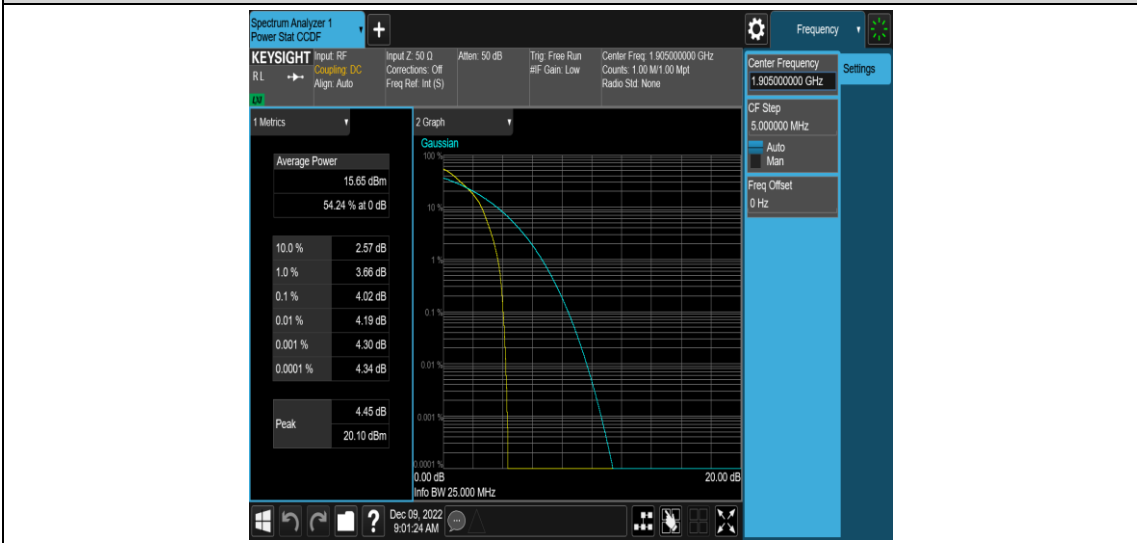 Spectrum Analyzer 1
Power Stat CCDF
+
Frequency
KEYSIGHT
RL
LXI
Input: RF
Coupling: DC
Align: Auto
Input Z: 50 Ω
Corrections: Off
Freq Ref: Int (S)
Atten: 50 dB
Trig: Free Run
#IF Gain: Low
Center Freq: 1.905000000 GHz
Counts: 1.00 M/1.00 Mpt
Radio Std: None
Center Frequency
1.905000000 GHz
Settings
CF Step
5.000000 MHz
Auto
Man
Freq Offset
0 Hz
1 Metrics
Average Power
15.65 dBm
54.24 % at 0 dB
10.0 % 2.57 dB
1.0 % 3.66 dB
0.1 % 4.02 dB
0.01 % 4.19 dB
0.001 % 4.30 dB
0.0001 % 4.34 dB
Peak
4.45 dB
20.10 dBm
2 Graph
Gaussian
100 %
10 %
1 %
0.1 %
0.01 %
0.001 %
0.0001 %
0.00 dB 20.00 dB
Info BW 25.000 MHz
?
Dec 09, 2022
9:01:24 AM